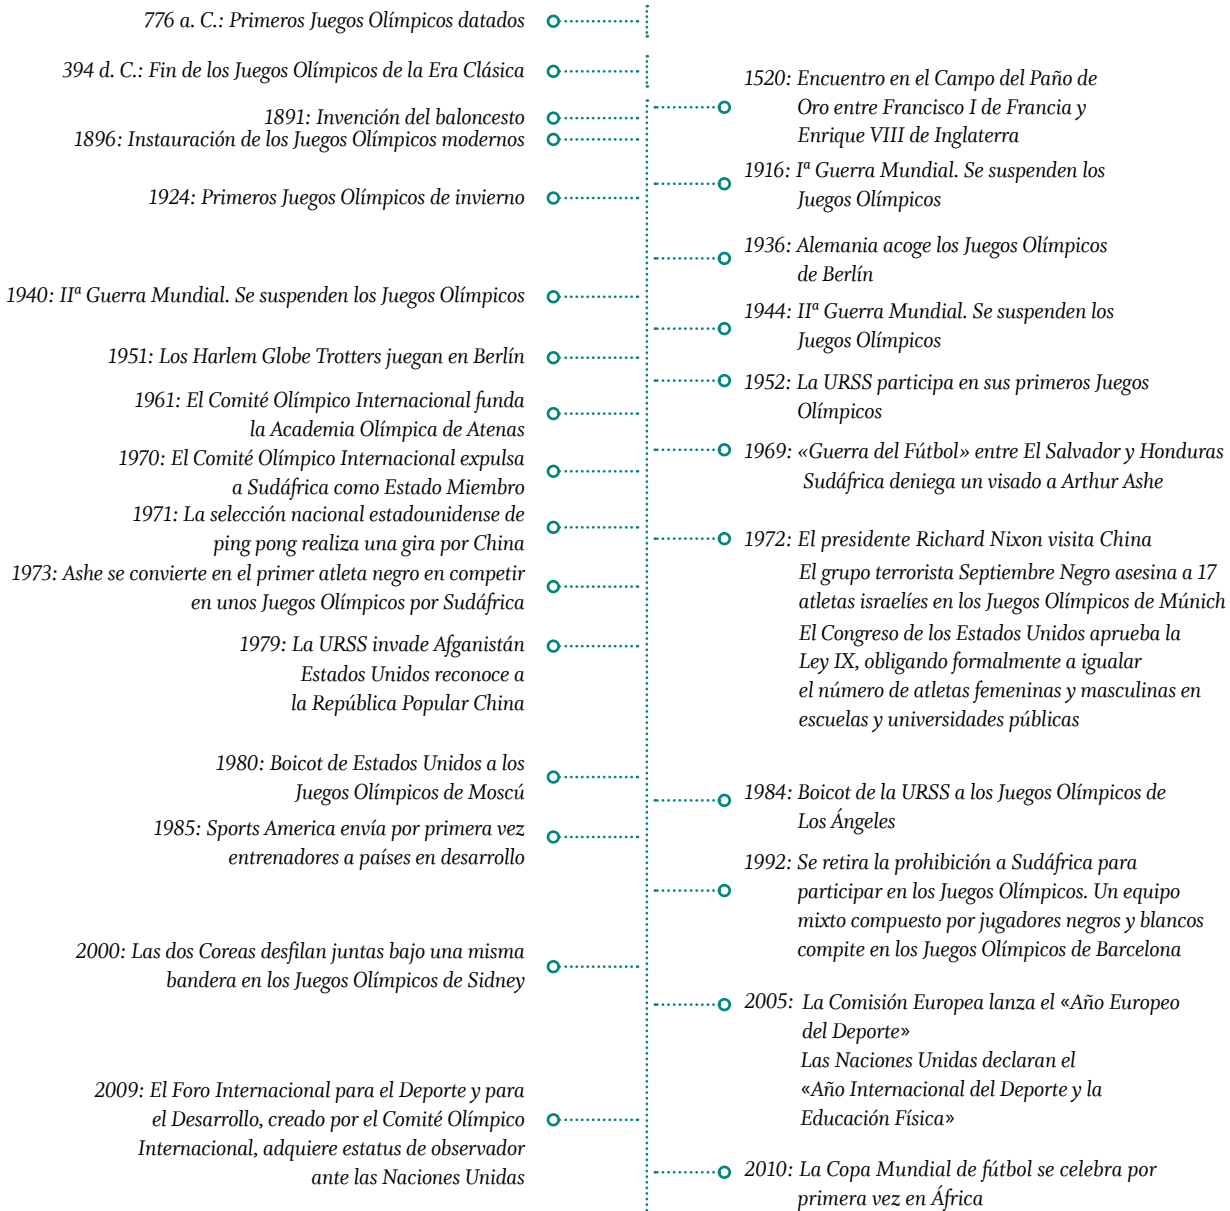 776 a. C.: Primeros Juegos Olímpicos datados
394 d. C.: Fin de los Juegos Olímpicos de la Era Clásica
1520: Encuentro en el Campo del Paño de
Oro entre Francisco I de Francia y
Enrique VIII de Inglaterra
1891: Invención del baloncesto
1896: Instauración de los Juegos Olímpicos modernos
1916: Iª Guerra Mundial. Se suspenden los
Juegos Olímpicos
1924: Primeros Juegos Olímpicos de invierno
1936: Alemania acoge los Juegos Olímpicos
de Berlín
1940: IIª Guerra Mundial. Se suspenden los Juegos Olímpicos
1944: IIª Guerra Mundial. Se suspenden los
Juegos Olímpicos
1951: Los Harlem Globe Trotters juegan en Berlín
1952: La URSS participa en sus primeros Juegos
Olímpicos
1961: El Comité Olímpico Internacional funda
la Academia Olímpica de Atenas
1969: «Guerra del Fútbol» entre El Salvador y Honduras
Sudáfrica deniega un visado a Arthur Ashe
1970: El Comité Olímpico Internacional expulsa
a Sudáfrica como Estado Miembro
1971: La selección nacional estadounidense de
ping pong realiza una gira por China
1972: El presidente Richard Nixon visita China
El grupo terrorista Septiembre Negro asesina a 17
atletas israelíes en los Juegos Olímpicos de Múnich
El Congreso de los Estados Unidos aprueba la
Ley IX, obligando formalmente a igualar
el número de atletas femeninas y masculinas en
escuelas y universidades públicas
1973: Ashe se convierte en el primer atleta negro en competir
en unos Juegos Olímpicos por Sudáfrica
1979: La URSS invade Afganistán
Estados Unidos reconoce a
la República Popular China
1980: Boicot de Estados Unidos a los
Juegos Olímpicos de Moscú
1984: Boicot de la URSS a los Juegos Olímpicos de
Los Ángeles
1985: Sports America envía por primera vez
entrenadores a países en desarrollo
1992: Se retira la prohibición a Sudáfrica para
participar en los Juegos Olímpicos. Un equipo
mixto compuesto por jugadores negros y blancos
compite en los Juegos Olímpicos de Barcelona
2000: Las dos Coreas desfilan juntas bajo una misma
bandera en los Juegos Olímpicos de Sidney
2005: La Comisión Europea lanza el «Año Europeo
del Deporte»
Las Naciones Unidas declaran el
«Año Internacional del Deporte y la
Educación Física»
2009: El Foro Internacional para el Deporte y para
el Desarrollo, creado por el Comité Olímpico
Internacional, adquiere estatus de observador
ante las Naciones Unidas
2010: La Copa Mundial de fútbol se celebra por
primera vez en África